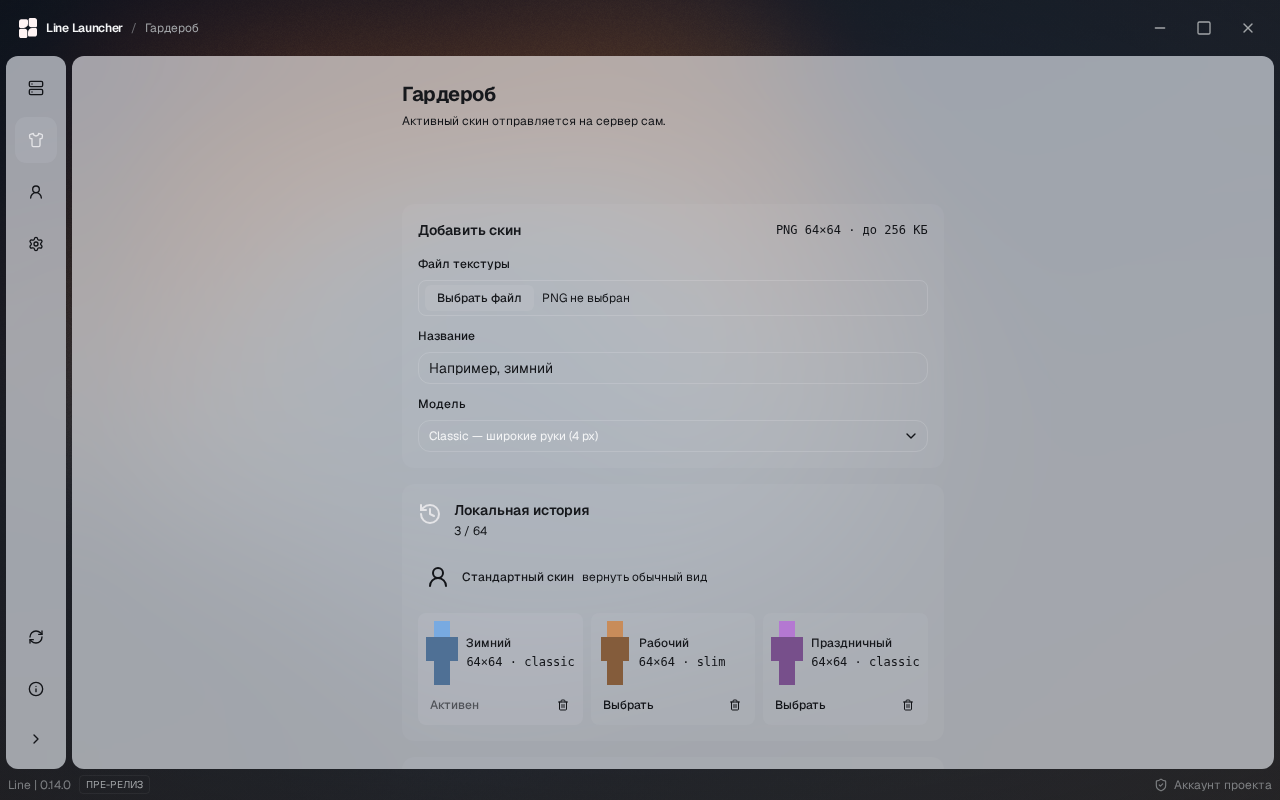 Line Launcher / Гардероб
Гардероб
Активный скин отправляется на сервер сам.
Добавить скин
PNG 64×64 · до 256 КБ
Файл текстуры
Выбрать файл PNG не выбран
Название
Например, зимний
Модель
Classic — широкие руки (4 px)
Локальная история
3 / 64
Стандартный скин вернуть обычный вид
Зимний
64×64 · classic
Активен
Рабочий
64×64 · slim
Выбрать
Праздничный
64×64 · classic
Выбрать
Line | 0.14.0 ПРЕ-РЕЛИЗ
Аккаунт проекта